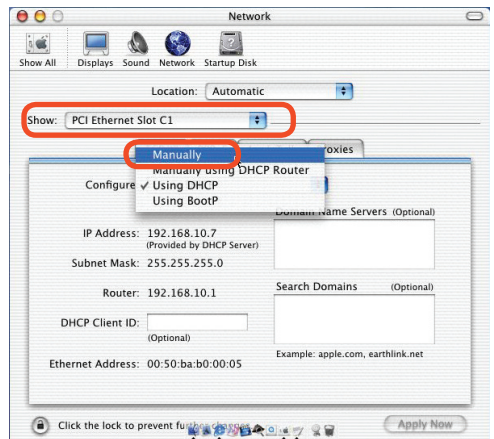 Network
Show All Displays Sound Network Startup Disk
Location: Automatic
Show: PCI Ethernet Slot C1
oxies
Manually
Manually using DHCP Router
Configure ✓ Using DHCP
Using BootP
Domain Name Servers (Optional)
IP Address: 192.168.10.7
(Provided by DHCP Server)
Subnet Mask: 255.255.255.0
Router: 192.168.10.1
Search Domains (Optional)
DHCP Client ID:
(Optional)
Example: apple.com, earthlink.net
Ethernet Address: 00:50:ba:b0:00:05
Click the lock to prevent further changes.
Apply Now